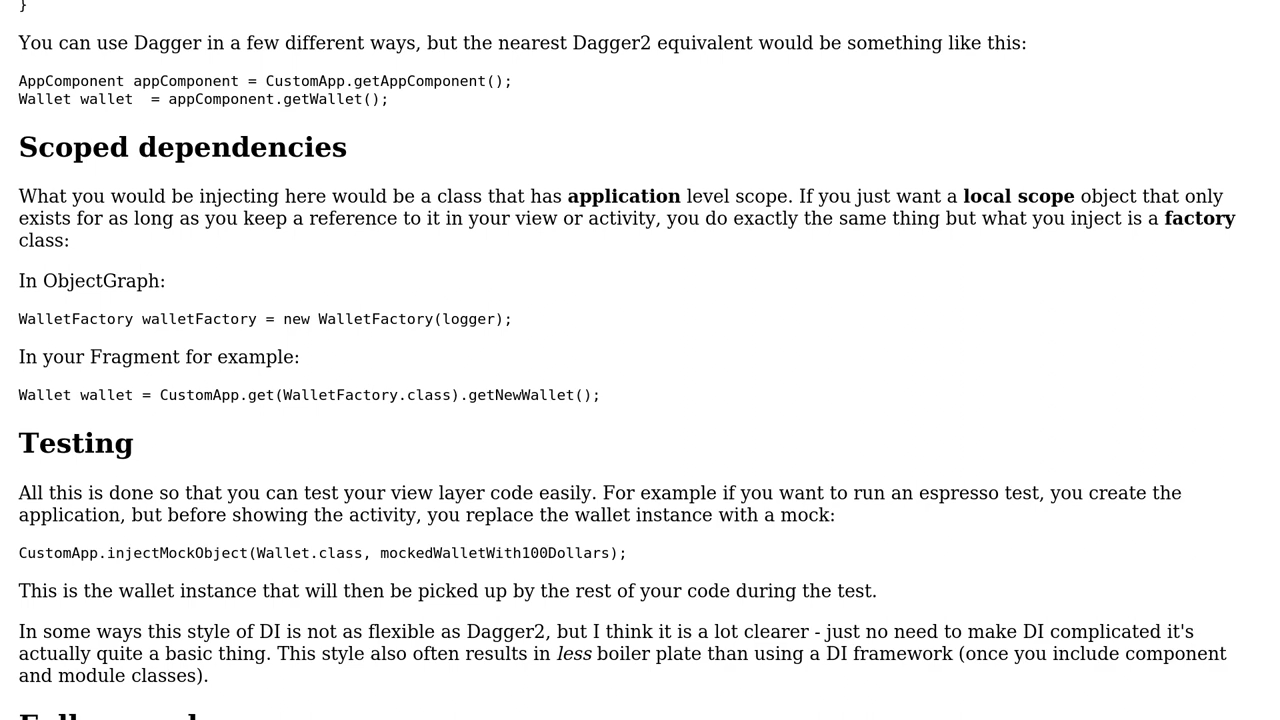 }
You can use Dagger in a few different ways, but the nearest Dagger2 equivalent would be something like this:
AppComponent appComponent = CustomApp.getAppComponent();
Wallet wallet  = appComponent.getWallet();
Scoped dependencies
What you would be injecting here would be a class that has application level scope. If you just want a local scope object that only
exists for as long as you keep a reference to it in your view or activity, you do exactly the same thing but what you inject is a factory
class:
In ObjectGraph:
WalletFactory walletFactory = new WalletFactory(logger);
In your Fragment for example:
Wallet wallet = CustomApp.get(WalletFactory.class).getNewWallet();
Testing
All this is done so that you can test your view layer code easily. For example if you want to run an espresso test, you create the
application, but before showing the activity, you replace the wallet instance with a mock:
CustomApp.injectMockObject(Wallet.class, mockedWalletWith100Dollars);
This is the wallet instance that will then be picked up by the rest of your code during the test.
In some ways this style of DI is not as flexible as Dagger2, but I think it is a lot clearer - just no need to make DI complicated it's
actually quite a basic thing. This style also often results in less boiler plate than using a DI framework (once you include component
and module classes).